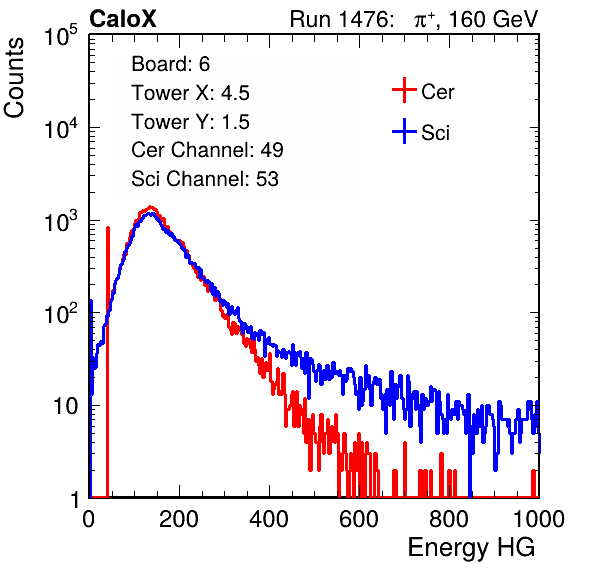 CaloX Run 1476: π⁺, 160 GeV
Counts
Board: 6
Tower X: 4.5
Tower Y: 1.5
Cer Channel: 49
Sci Channel: 53
Cer
Sci
10⁵
10⁴
10³
10²
10
1
0 200 400 600 800 1000
Energy HG